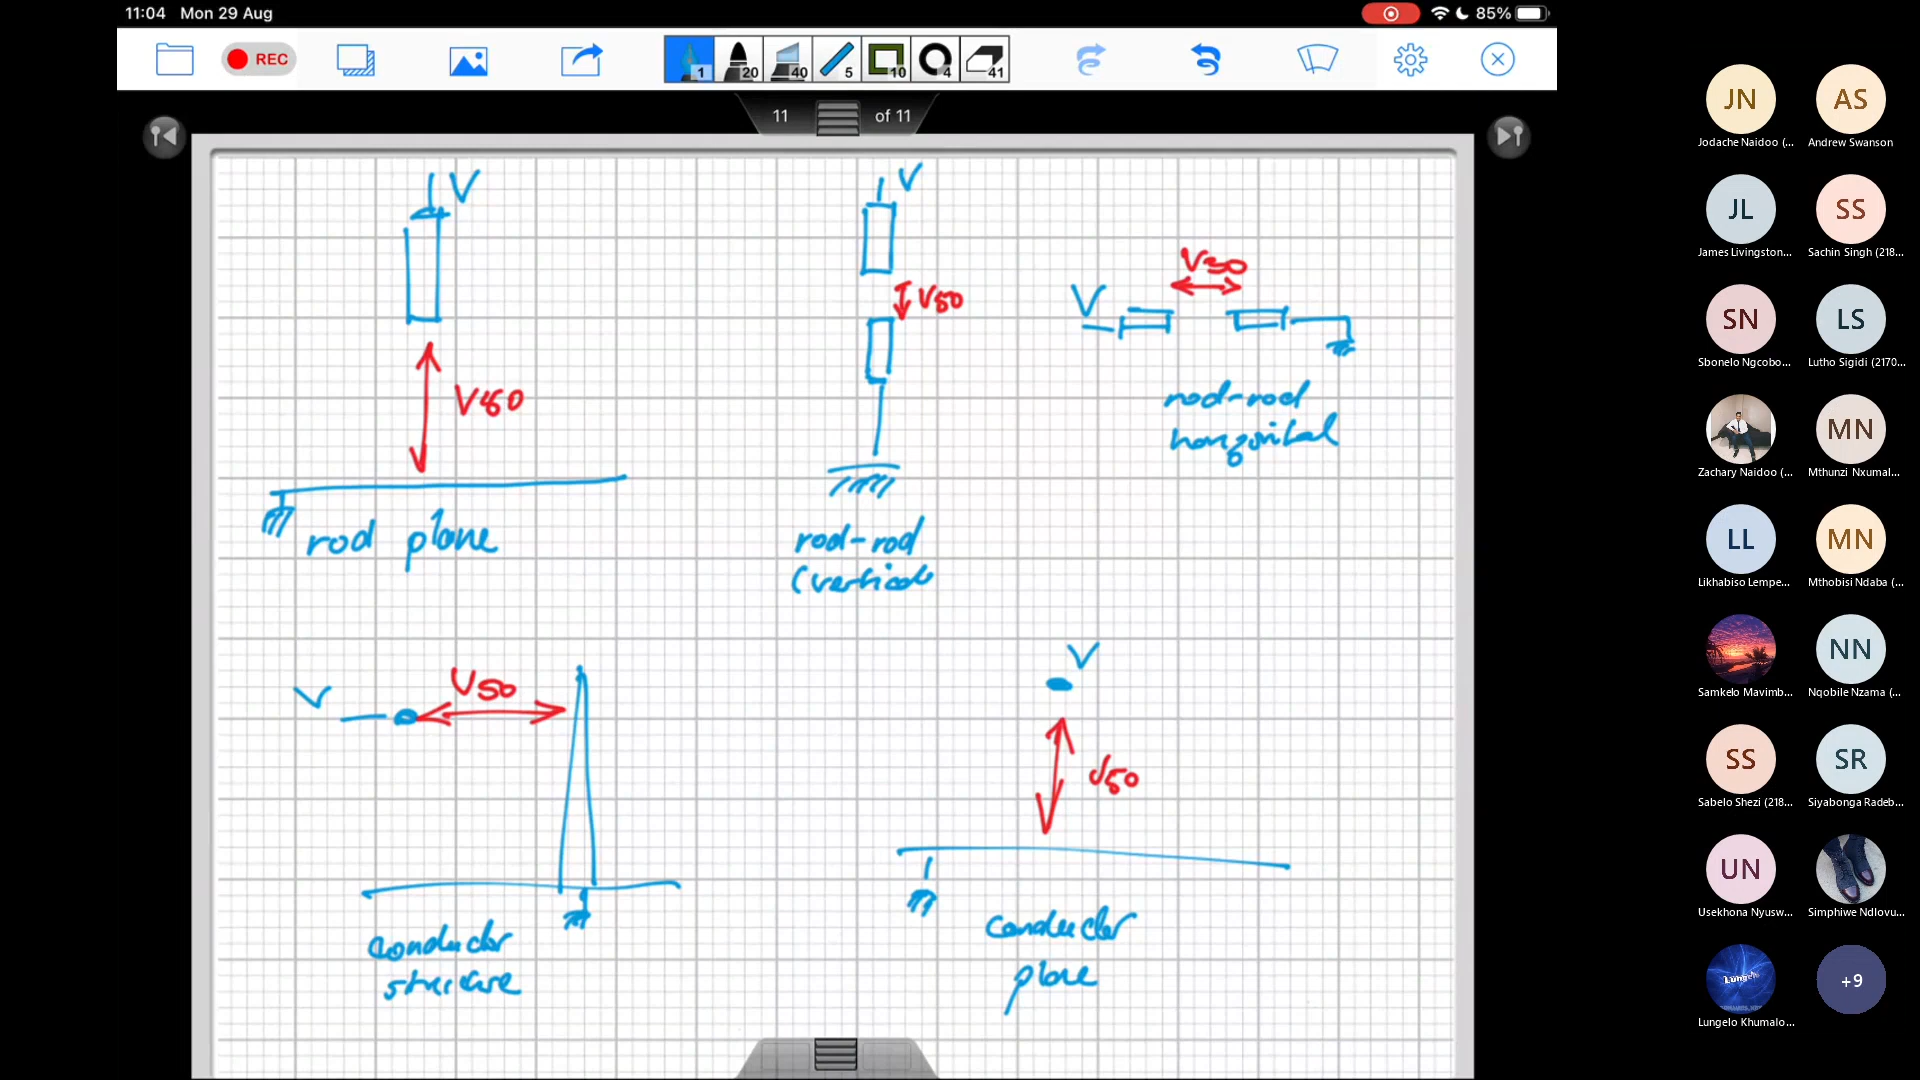 11:04 Mon 29 Aug
85%
REC
1
20
40
5
10
4
41
11 of 11
V
V50
rod plane
V
V50
rod-rod
(vertical
V50
V
rod-rod
horizontal
V
V50
conductor
structure
V
V50
conductor
plane
JN
Jodache Naidoo (...
AS
Andrew Swanson
JL
James Livingston...
SS
Sachin Singh (218...
SN
Sbonelo Ngcobo...
LS
Lutho Sigidi (2170...
Zachary Naidoo (...
MN
Mthunzi Nxumal...
LL
Likhabiso Lempe...
MN
Mthobisi Ndaba (...
Samkelo Mavimb...
NN
Nqobile Nzama (...
SS
Sabelo Shezi (218...
SR
Siyabonga Radeb...
UN
Usekhona Nyusw...
Simphiwe Ndlovu...
Lungelo Khumalo...
+9